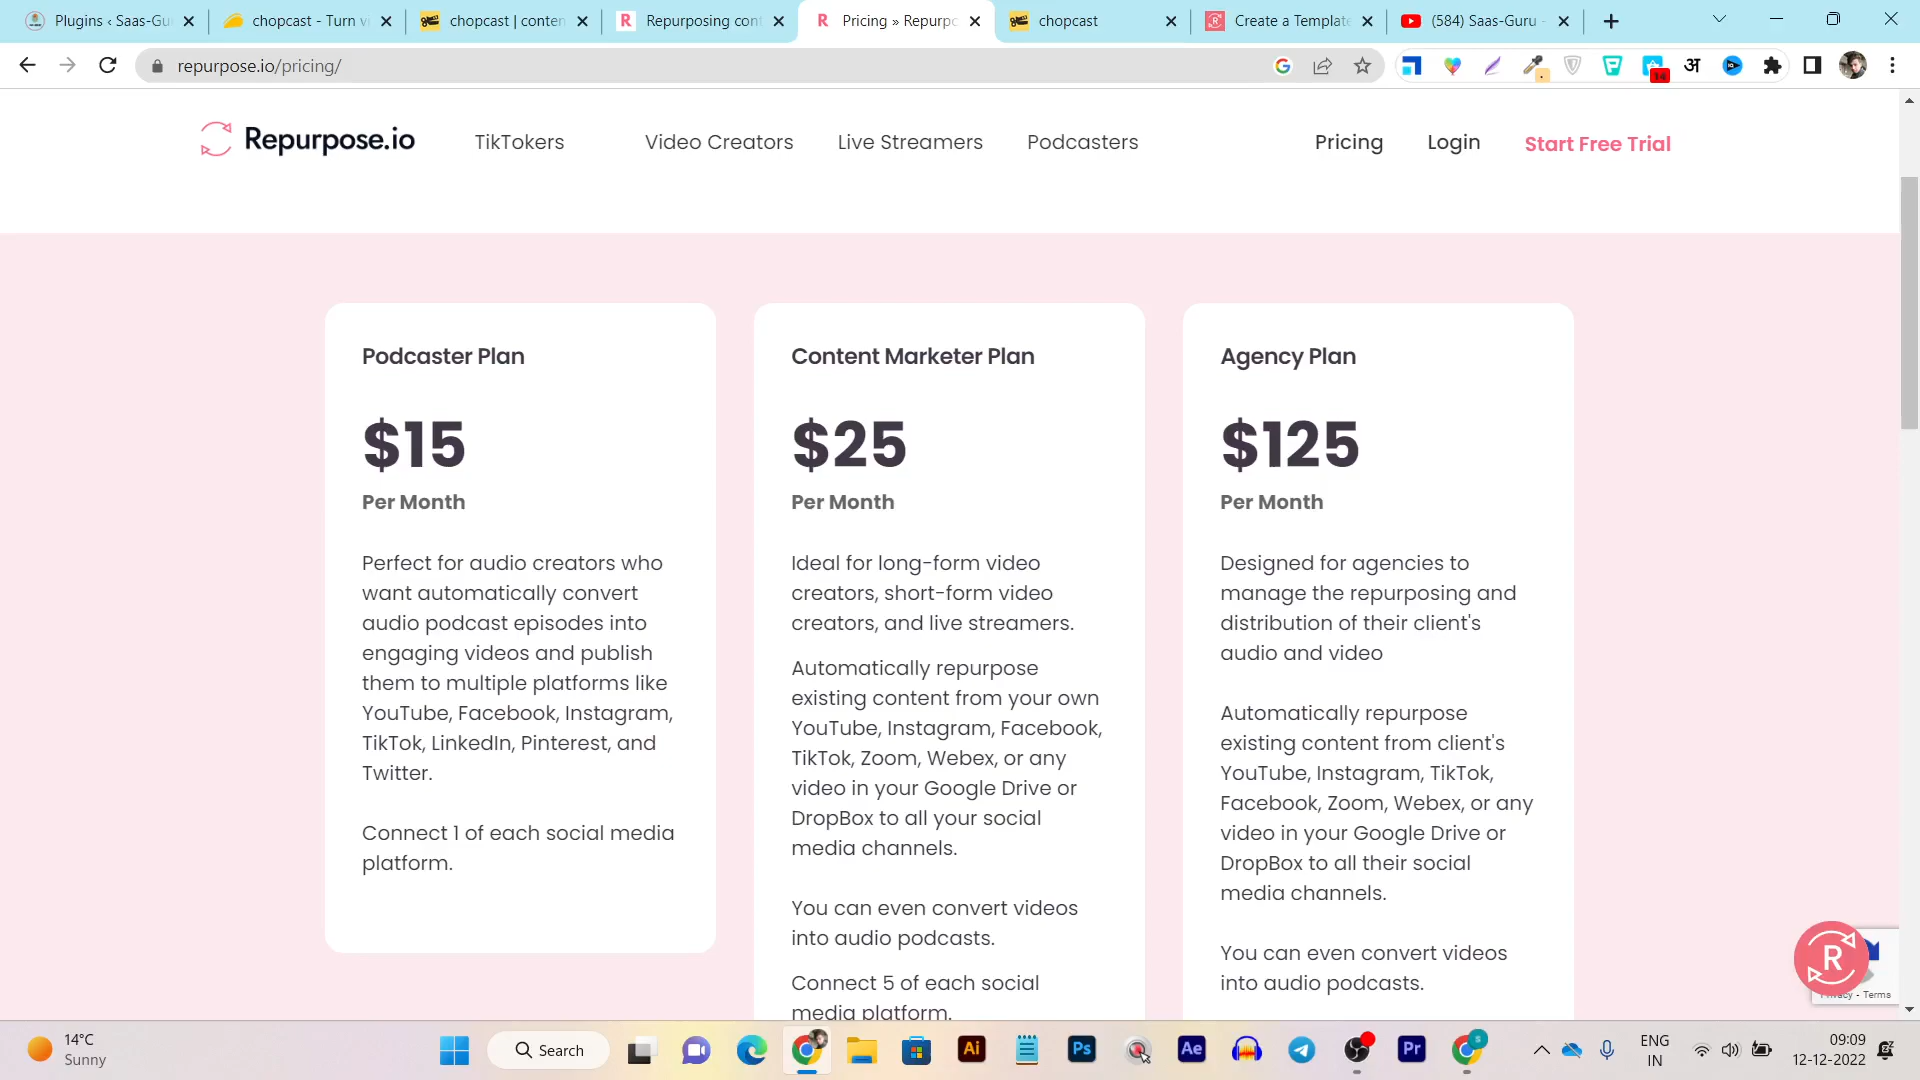 Plugins ‹ Saas-Gu
chopcast - Turn vi
chopcast | conten
Repurposing cont
Pricing » Repurpo
chopcast
Create a Template
(584) Saas-Guru -
repurpose.io/pricing/
14
अ
Repurpose.io
TikTokers
Video Creators
Live Streamers
Podcasters
Pricing
Login
Start Free Trial
Podcaster Plan
$15
Per Month
Perfect for audio creators who
want automatically convert
audio podcast episodes into
engaging videos and publish
them to multiple platforms like
YouTube, Facebook, Instagram,
TikTok, LinkedIn, Pinterest, and
Twitter.
Connect 1 of each social media
platform.
Content Marketer Plan
$25
Per Month
Ideal for long-form video
creators, short-form video
creators, and live streamers.
Automatically repurpose
existing content from your own
YouTube, Instagram, Facebook,
TikTok, Zoom, Webex, or any
video in your Google Drive or
DropBox to all your social
media channels.
You can even convert videos
into audio podcasts.
Connect 5 of each social
media platform.
Agency Plan
$125
Per Month
Designed for agencies to
manage the repurposing and
distribution of their client's
audio and video
Automatically repurpose
existing content from client's
YouTube, Instagram, TikTok,
Facebook, Zoom, Webex, or any
video in your Google Drive or
DropBox to all their social
media channels.
You can even convert videos
into audio podcasts.
R
Privacy - Terms
14°C
Sunny
Search
Ai
Ps
Ae
Pr
ENG
IN
09:09
12-12-2022